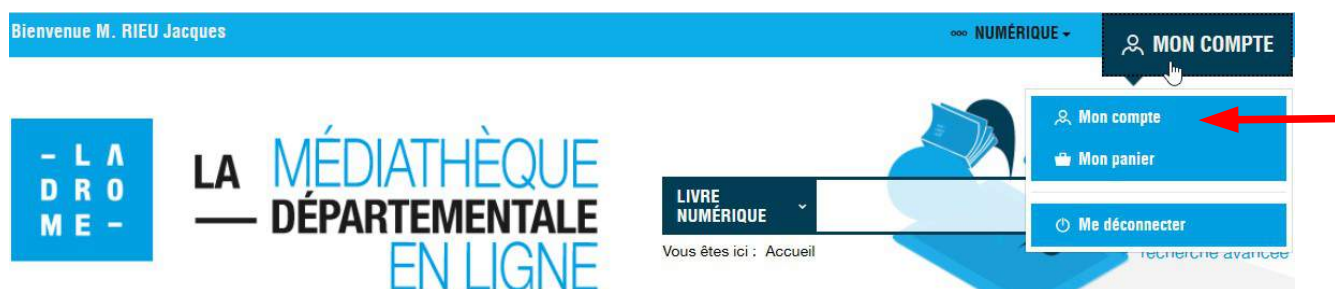 Bienvenue M. RIEU Jacques
NUMÉRIQUE
MON COMPTE
Mon compte
Mon panier
Me déconnecter
- L A
D R O
M E -
LA MÉDIATHÈQUE
DÉPARTEMENTALE
EN LIGNE
LIVRE
NUMÉRIQUE
Vous êtes ici : Accueil
recherche avancée